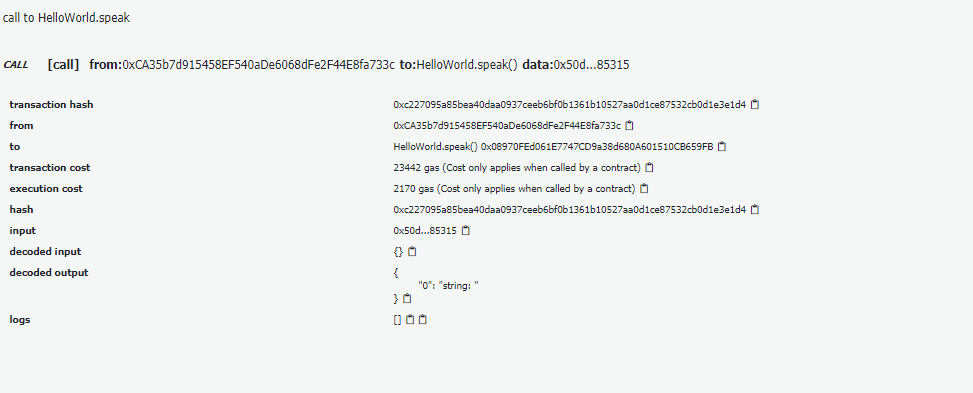 call to HelloWorld.speak
CALL [call] from:0xCA35b7d915458EF540aDe6068dFe2F44E8fa733c to:HelloWorld.speak() data:0x50d...85315
transaction hash 0xc227095a85bea40daa0937ceeb6bf0b1361b10527aa0d1ce87532cb0d1e3e1d4
from 0xCA35b7d915458EF540aDe6068dFe2F44E8fa733c
to HelloWorld.speak() 0x08970FEd061E7747CD9a38d680A601510CB659FB
transaction cost 23442 gas (Cost only applies when called by a contract)
execution cost 2170 gas (Cost only applies when called by a contract)
hash 0xc227095a85bea40daa0937ceeb6bf0b1361b10527aa0d1ce87532cb0d1e3e1d4
input 0x50d...85315
decoded input {}
decoded output {
"0": "string: "
}
logs []